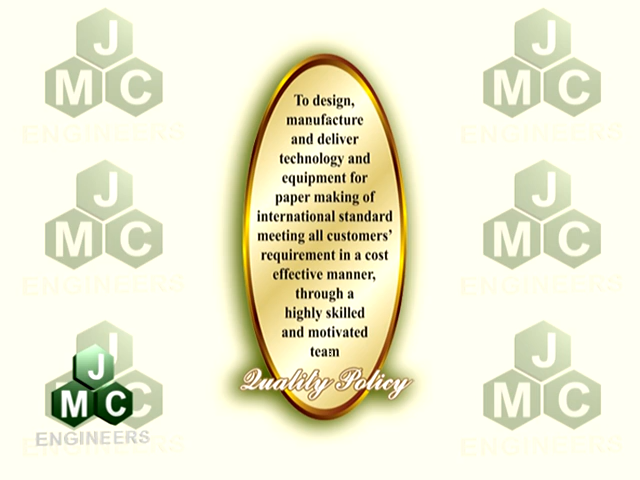 J
M C
ENGINEERS
J
M C
ENGINEERS
To design,
manufacture
and deliver
technology and
equipment for
paper making of
international standard
meeting all customers’
requirement in a cost
effective manner,
through a
highly skilled
and motivated
team
Quality Policy
J
M C
ENGINEERS
J
M C
ENGINEERS
J
M C
ENGINEERS
J
M C
ENGINEERS